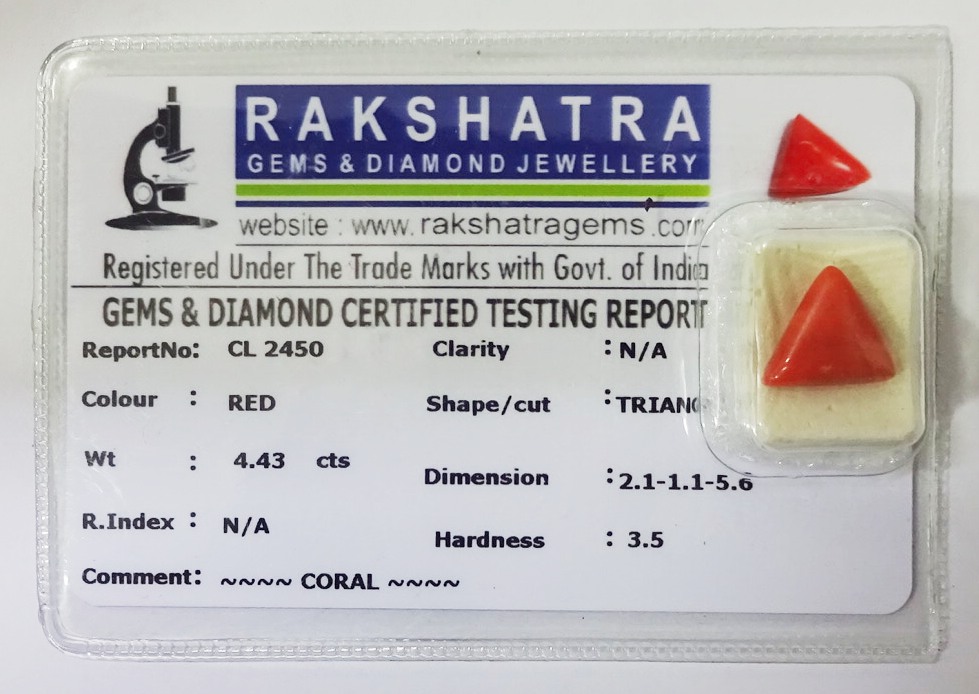 RAKSHATRA
GEMS & DIAMOND JEWELLERY
website : www. rakshatragems .com
Registered Under The Trade Marks with Govt. of India
GEMS & DIAMOND CERTIFIED TESTING REPORT
ReportNo: CL 2450 Clarity : N/A
Colour : RED Shape/cut :
Wt : 4.43 cts Dimension : 2.1-1.1-5.6
R.Index : N/A Hardness : 3.5
Comment: ~~~~ CORAL ~~~~